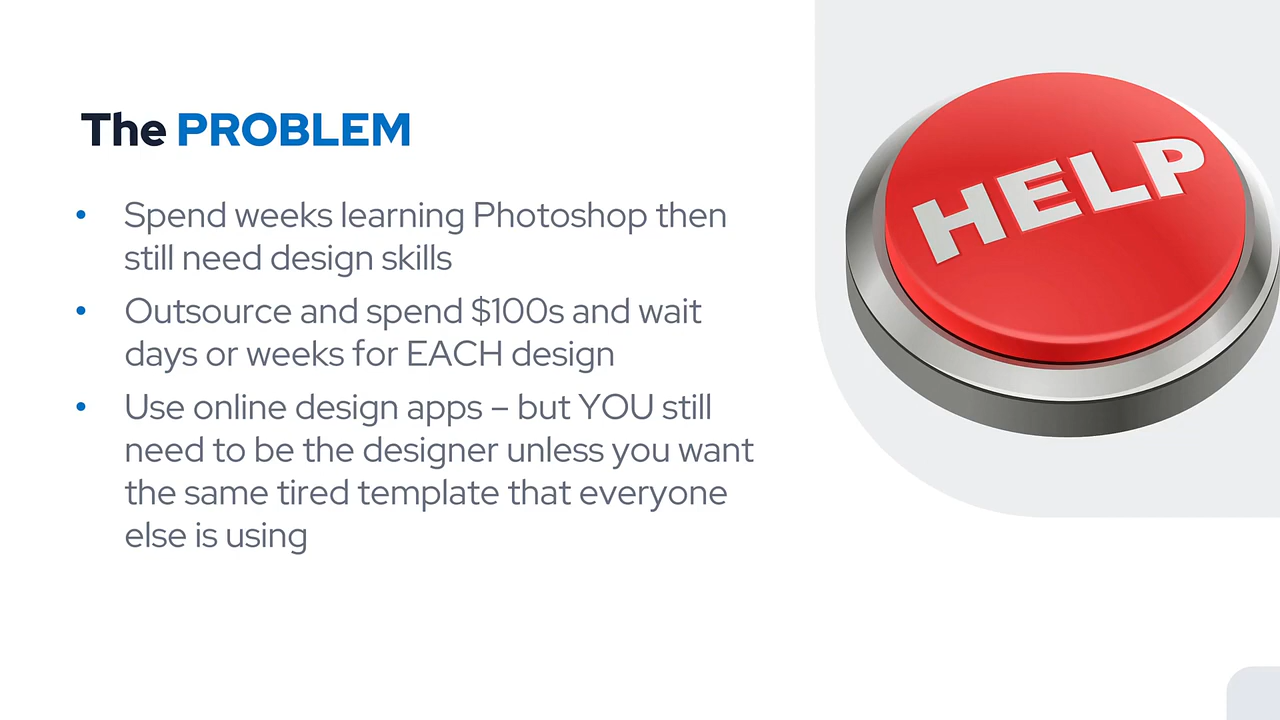 The PROBLEM
• Spend weeks learning Photoshop then
still need design skills
• Outsource and spend $100s and wait
days or weeks for EACH design
• Use online design apps – but YOU still
need to be the designer unless you want
the same tired template that everyone
else is using
HELP